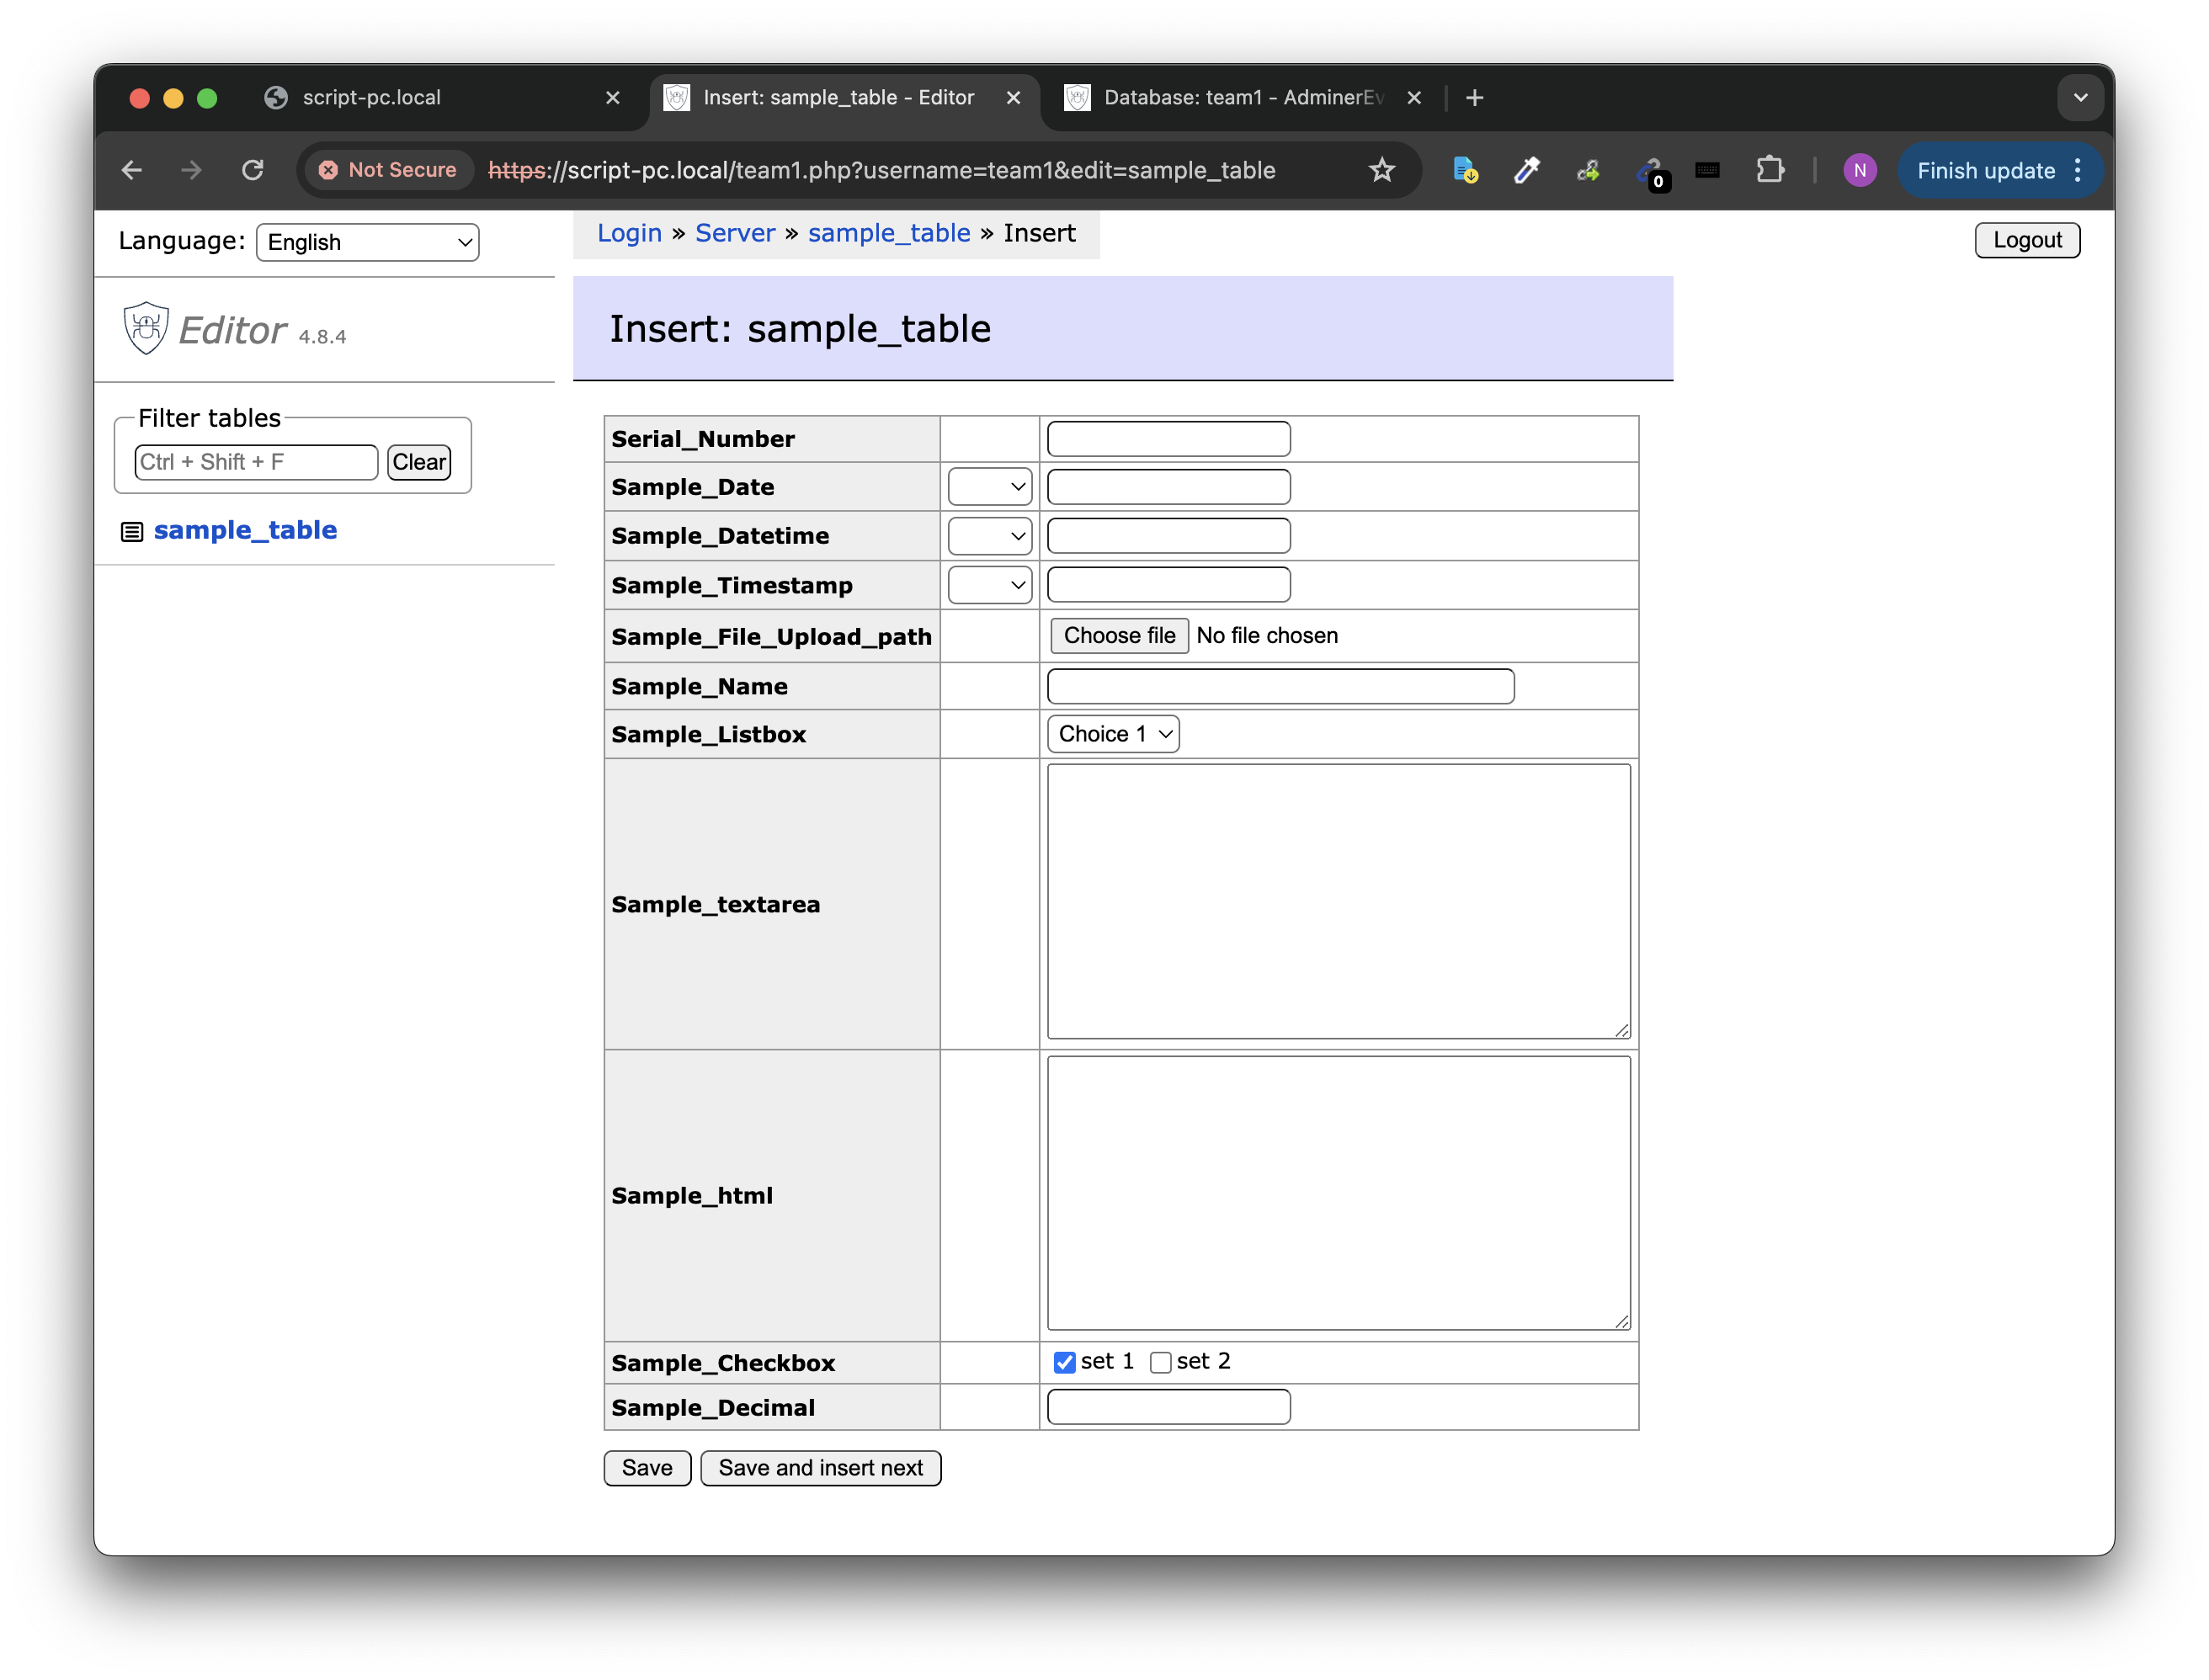 script-pc.local
Insert: sample_table - Editor
Database: team1 - AdminerEv
Not Secure
https://script-pc.local/team1.php?username=team1&edit=sample_table
0
N
Finish update
Language: English
Login » Server » sample_table » Insert
Logout
Editor 4.8.4
Insert: sample_table
Filter tables
Ctrl + Shift + F
Clear
sample_table
Serial_Number
Sample_Date
Sample_Datetime
Sample_Timestamp
Sample_File_Upload_path Choose file No file chosen
Sample_Name
Sample_Listbox Choice 1
Sample_textarea
Sample_html
Sample_Checkbox set 1 set 2
Sample_Decimal
Save Save and insert next